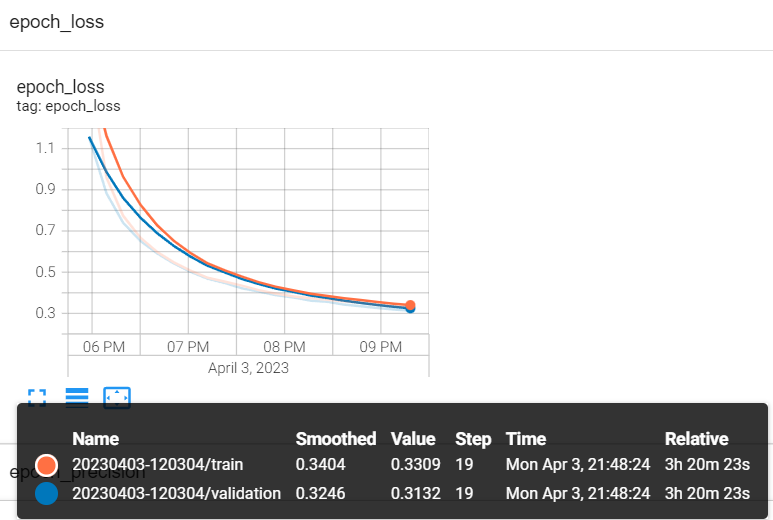 epoch_loss
epoch_loss
tag: epoch_loss
1.1
0.9
0.7
0.5
0.3
06 PM 07 PM 08 PM 09 PM
April 3, 2023
Name Smoothed Value Step Time Relative
20230403-120304/train 0.3404 0.3309 19 Mon Apr 3, 21:48:24 3h 20m 23s
epoch_precision
20230403-120304/validation 0.3246 0.3132 19 Mon Apr 3, 21:48:24 3h 20m 23s